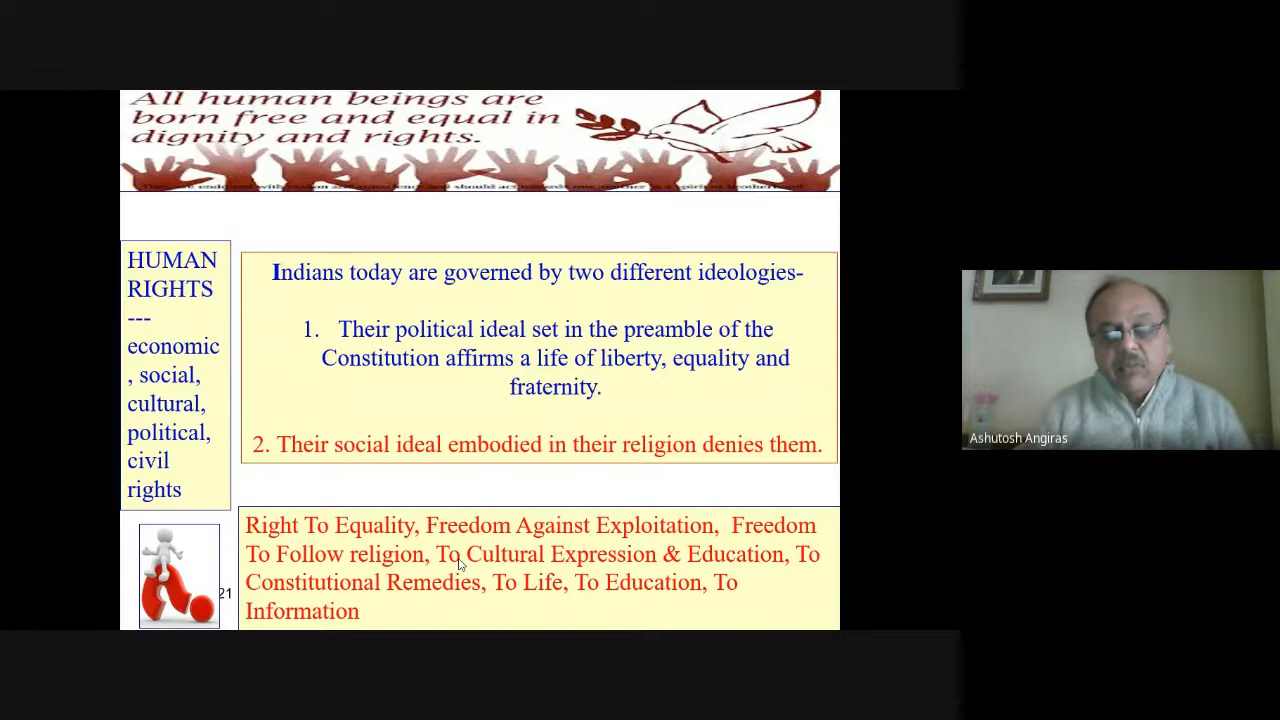 All human beings are
born free and equal in
dignity and rights.
HUMAN
RIGHTS
---
economic
, social,
cultural,
political,
civil
rights
Indians today are governed by two different ideologies-
1. Their political ideal set in the preamble of the
Constitution affirms a life of liberty, equality and
fraternity.
2. Their social ideal embodied in their religion denies them.
Right To Equality, Freedom Against Exploitation, Freedom
To Follow religion, To Cultural Expression & Education, To
Constitutional Remedies, To Life, To Education, To
Information
21
Ashutosh Angiras